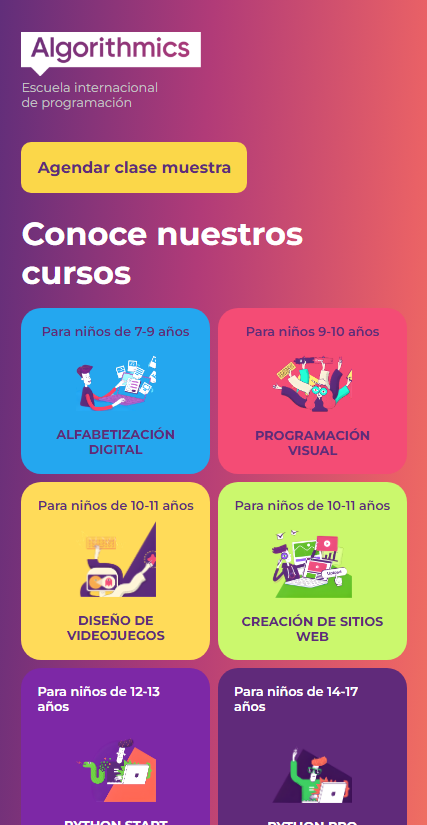 Algorithmics
Escuela internacional
de programación
Agendar clase muestra
Conoce nuestros
cursos
Para niños de 7-9 años
ALFABETIZACIÓN
DIGITAL
Para niños 9-10 años
PROGRAMACIÓN
VISUAL
Para niños de 10-11 años
DISEÑO DE
VIDEOJUEGOS
Para niños de 10-11 años
CREACIÓN DE SITIOS
WEB
Para niños de 12-13
años
PYTHON START
Para niños de 14-17
años
PYTHON PRO